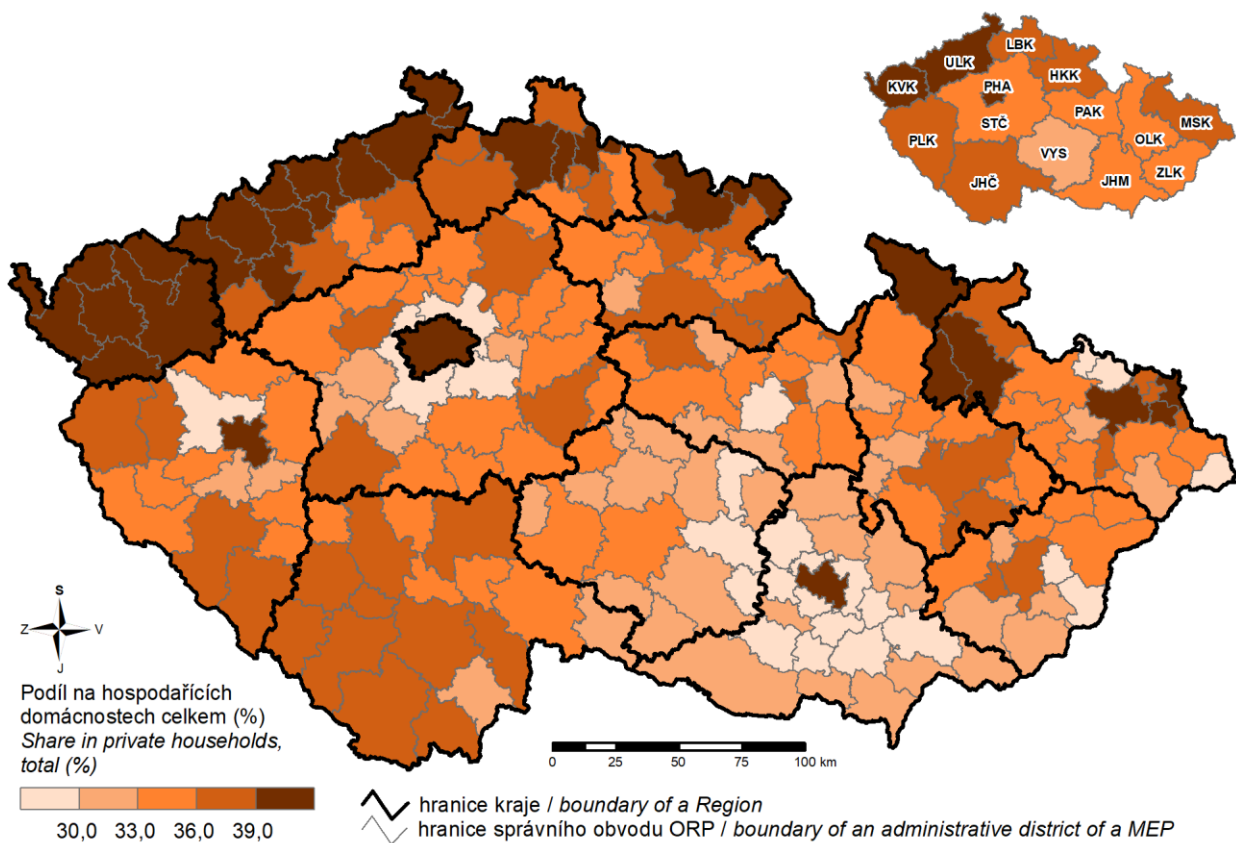 LBK
ULK
HKK
KVK
PHA
PAK
MSK
STČ
OLK
PLK
VYS
ZLK
JHČ
JHM
S
Z V
J
Podíl na hospodařících
domácnostech celkem (%)
Share in private households,
total (%)
30,0 33,0 36,0 39,0
0 25 50 75 100 km
hranice kraje / boundary of a Region
hranice správního obvodu ORP / boundary of an administrative district of a MEP